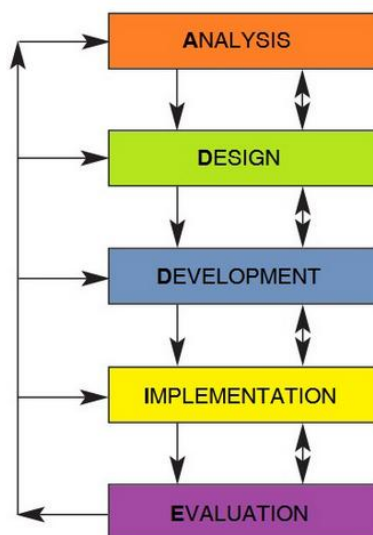 ANALYSIS
DESIGN
DEVELOPMENT
IMPLEMENTATION
EVALUATION